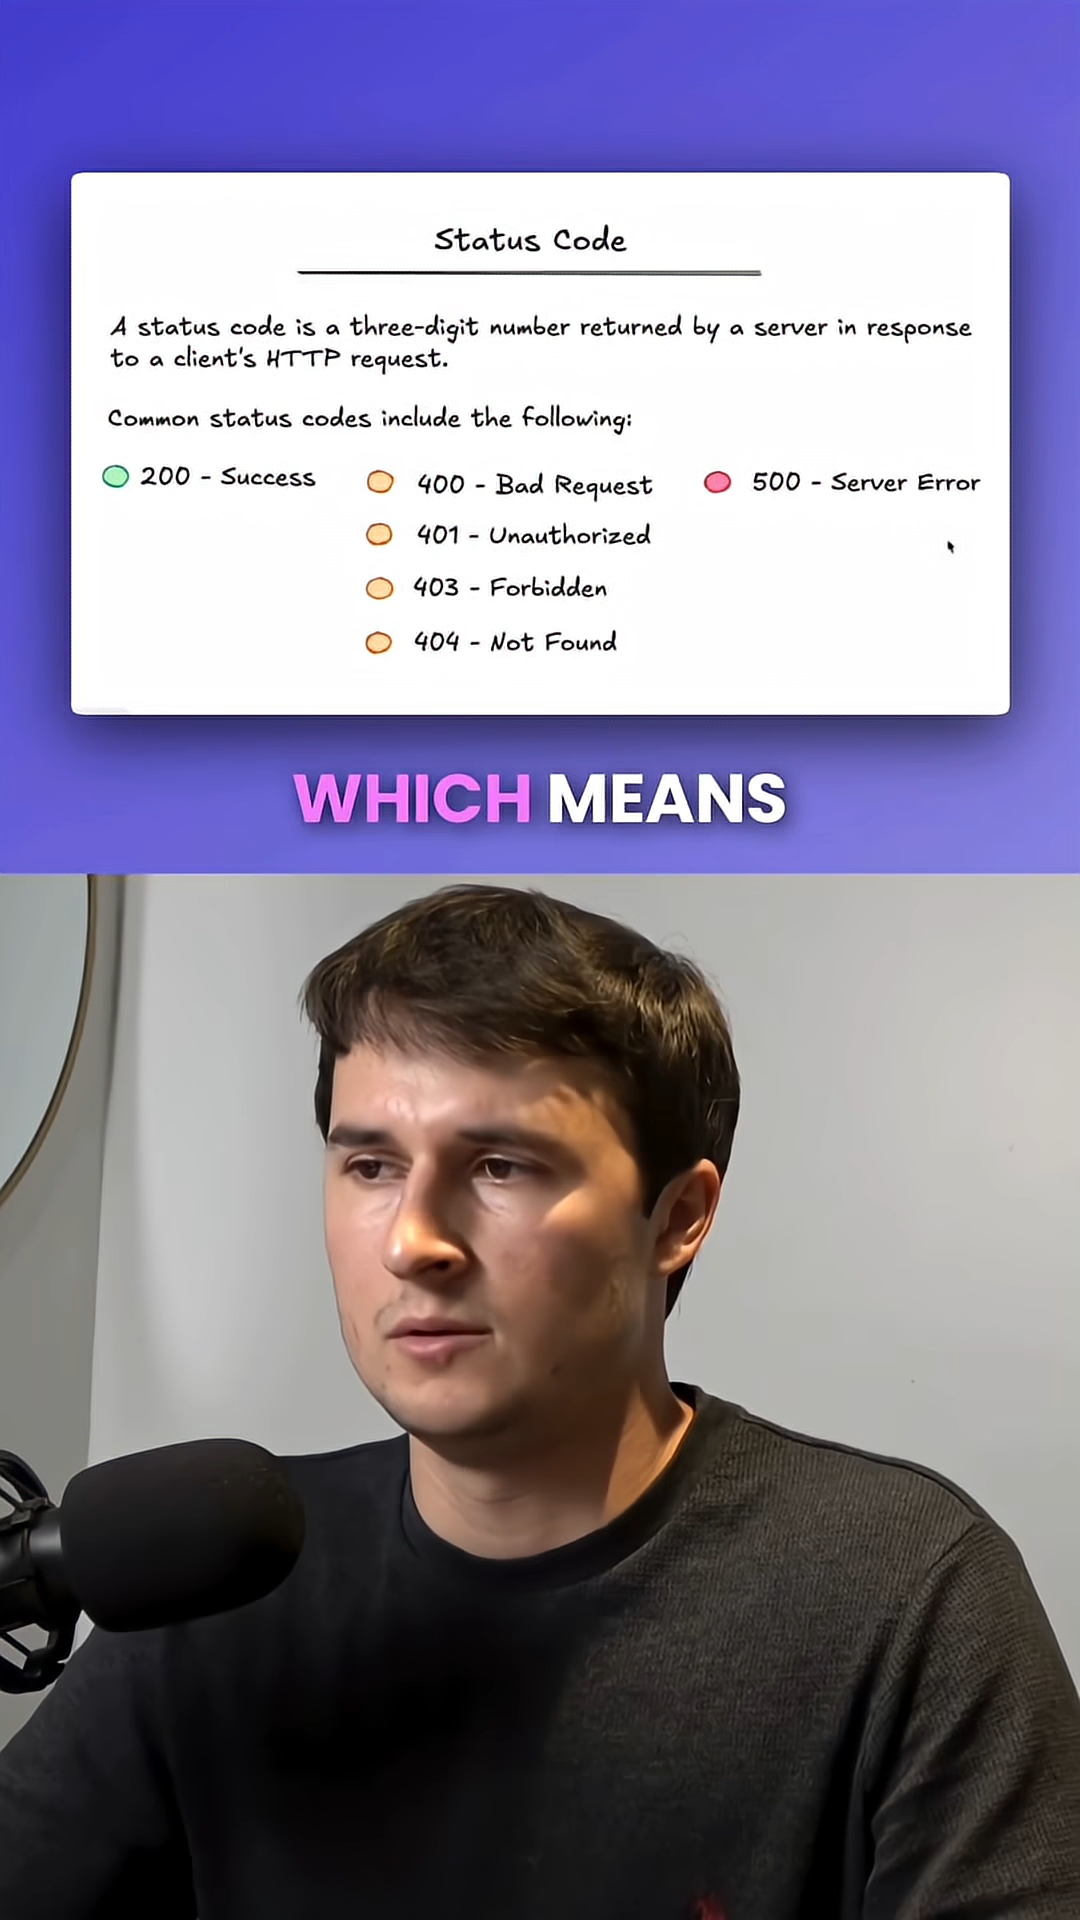 Status Code
A status code is a three-digit number returned by a server in response
to a client's HTTP request.
Common status codes include the following:
200 - Success
400 - Bad Request
401 - Unauthorized
403 - Forbidden
404 - Not Found
500 - Server Error
WHICH MEANS